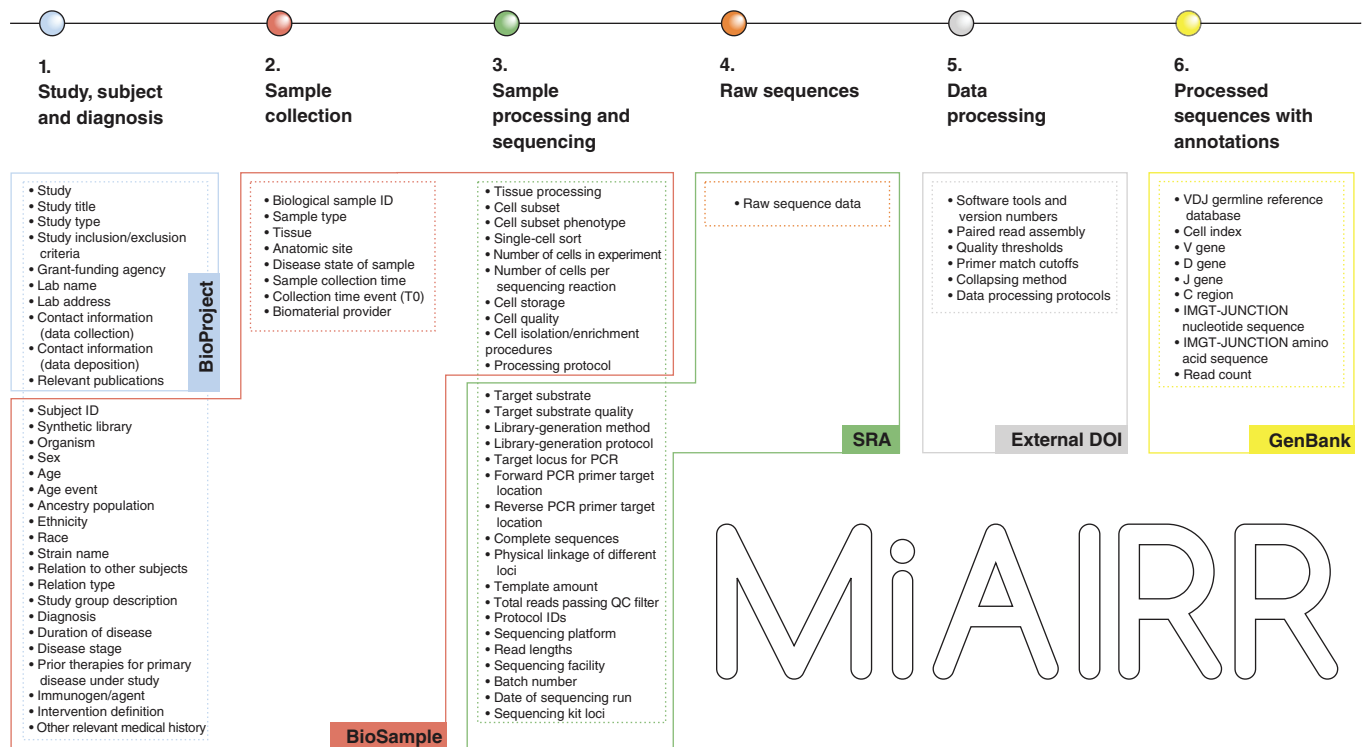 1.
Study, subject
and diagnosis
2.
Sample
collection
3.
Sample
processing and
sequencing
4.
Raw sequences
5.
Data
processing
6.
Processed
sequences with
annotations
• Study
• Study title
• Study type
• Study inclusion/exclusion
criteria
• Grant-funding agency
• Lab name
• Lab address
• Contact information
(data collection)
• Contact information
(data deposition)
• Relevant publications
BioProject
• Subject ID
• Synthetic library
• Organism
• Sex
• Age
• Age event
• Ancestry population
• Ethnicity
• Race
• Strain name
• Relation to other subjects
• Relation type
• Study group description
• Diagnosis
• Duration of disease
• Disease stage
• Prior therapies for primary
disease under study
• Immunogen/agent
• Intervention definition
• Other relevant medical history
• Biological sample ID
• Sample type
• Tissue
• Anatomic site
• Disease state of sample
• Sample collection time
• Collection time event (T0)
• Biomaterial provider
BioSample
• Tissue processing
• Cell subset
• Cell subset phenotype
• Single-cell sort
• Number of cells in experiment
• Number of cells per
sequencing reaction
• Cell storage
• Cell quality
• Cell isolation/enrichment
procedures
• Processing protocol
• Target substrate
• Target substrate quality
• Library-generation method
• Library-generation protocol
• Target locus for PCR
• Forward PCR primer target
location
• Reverse PCR primer target
location
• Complete sequences
• Physical linkage of different
loci
• Template amount
• Total reads passing QC filter
• Protocol IDs
• Sequencing platform
• Read lengths
• Sequencing facility
• Batch number
• Date of sequencing run
• Sequencing kit loci
• Raw sequence data
SRA
• Software tools and
version numbers
• Paired read assembly
• Quality thresholds
• Primer match cutoffs
• Collapsing method
• Data processing protocols
External DOI
• VDJ germline reference
database
• Cell index
• V gene
• D gene
• J gene
• C region
• IMGT-JUNCTION
nucleotide sequence
• IMGT-JUNCTION amino
acid sequence
• Read count
GenBank
MiAIRR